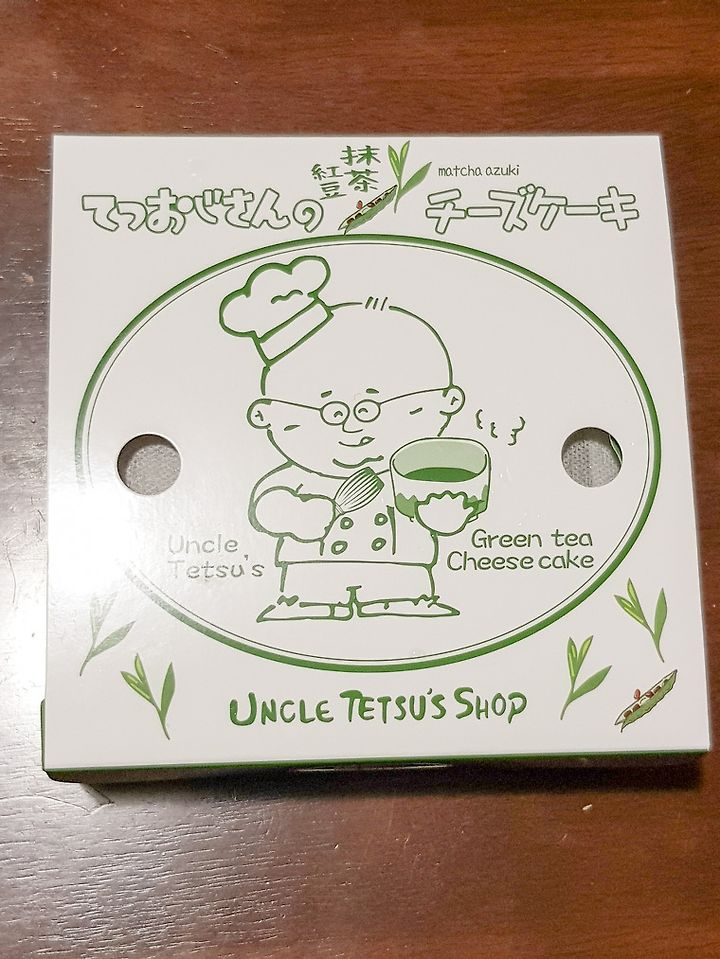 抹茶
紅豆
matcha azuki
てつおじさんの
チーズケーキ
Uncle
Tetsu's
Green tea
Cheese cake
UNCLE TETSU'S SHOP